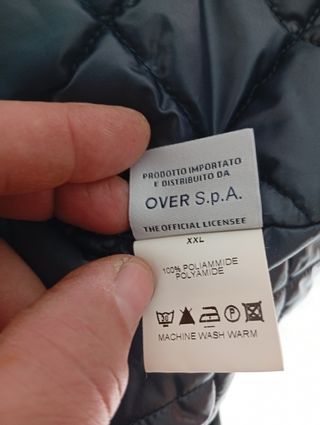 PRODOTTO IMPORTATO
E DISTRIBUITO DA
OVER S.p.A.
THE OFFICIAL LICENSEE
XXL
100% POLIAMMIDE
POLYAMIDE
MACHINE WASH WARM